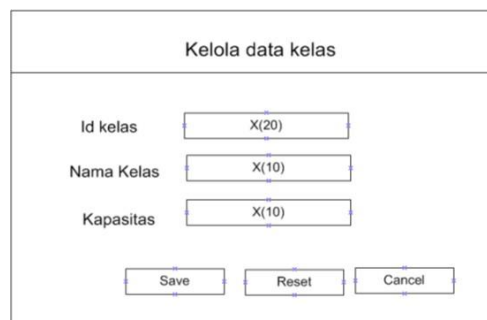 Kelola data kelas
Id kelas X(20)
Nama Kelas X(10)
Kapasitas X(10)
Save Reset Cancel